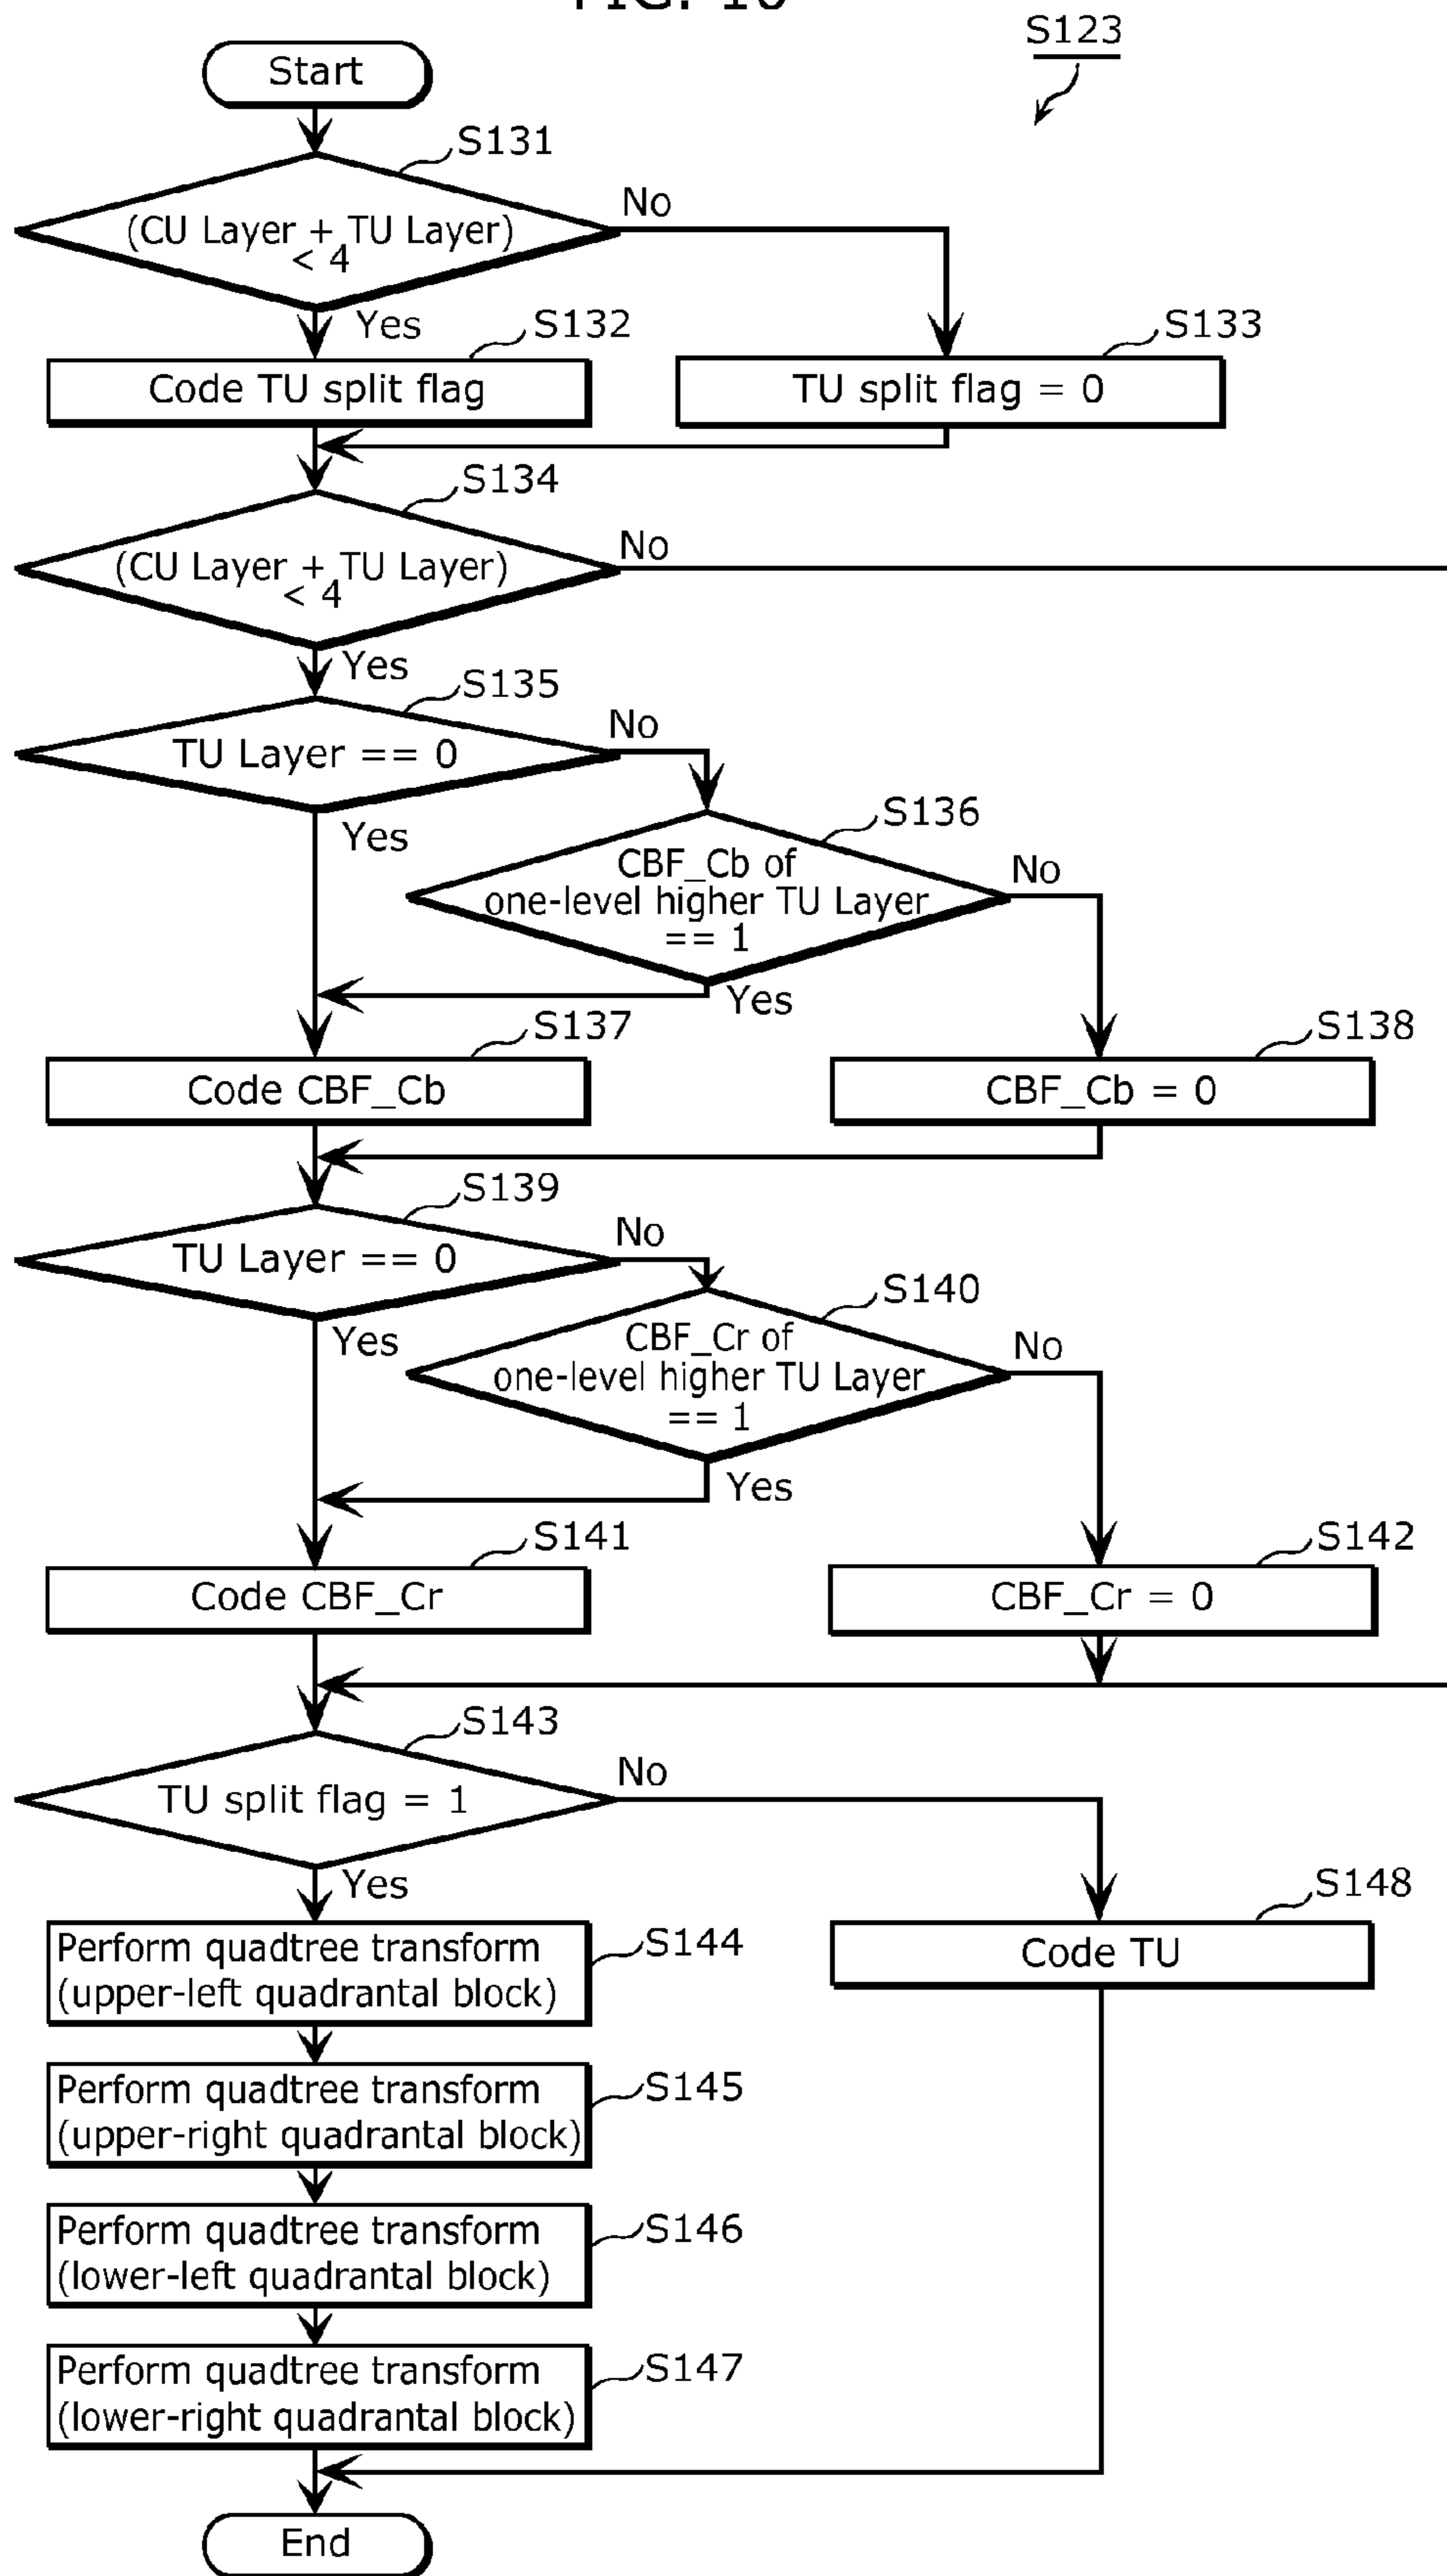 FIG. 10
S123
Start
S131
(CU Layer + TU Layer)
< 4
No
Yes
S132
Code TU split flag
S133
TU split flag = 0
S134
(CU Layer + TU Layer)
< 4
No
Yes
S135
TU Layer == 0
No
Yes
S136
CBF_Cb of
one-level higher TU Layer
== 1
No
Yes
S137
Code CBF_Cb
S138
CBF_Cb = 0
S139
TU Layer == 0
No
Yes
S140
CBF_Cr of
one-level higher TU Layer
== 1
No
Yes
S141
Code CBF_Cr
S142
CBF_Cr = 0
S143
TU split flag = 1
No
Yes
S144
Perform quadtree transform
(upper-left quadrantal block)
S148
Code TU
S145
Perform quadtree transform
(upper-right quadrantal block)
S146
Perform quadtree transform
(lower-left quadrantal block)
S147
Perform quadtree transform
(lower-right quadrantal block)
End